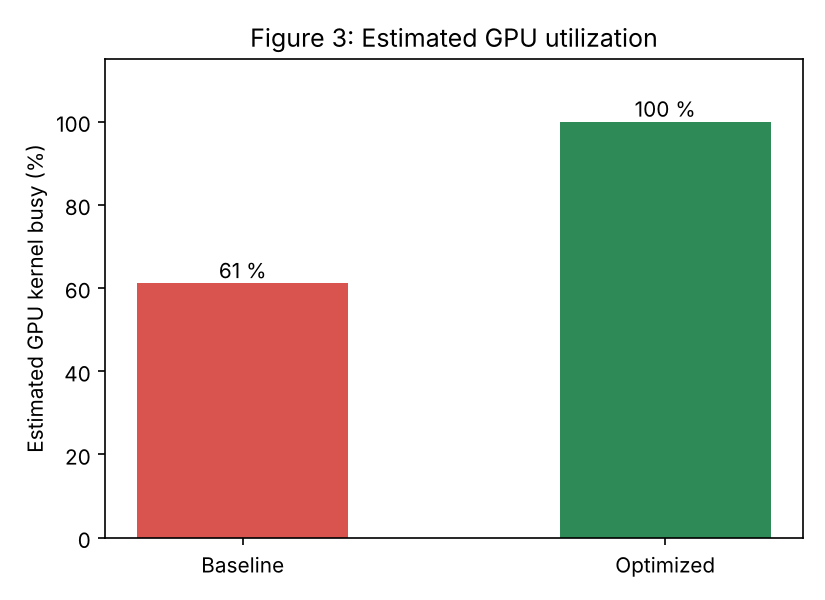 Figure 3: Estimated GPU utilization
Estimated GPU kernel busy (%)
100
80
60
40
20
0
61 %
100 %
Baseline
Optimized